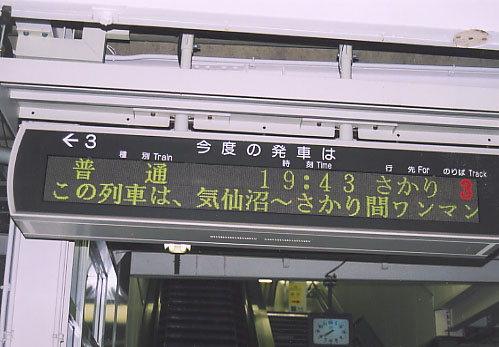 ←3 今度の発車は
種別 Train 時刻 Time 行先 For のりば Track
普通 19:43 さかり 3
この列車は、気仙沼〜さかり間ワンマン